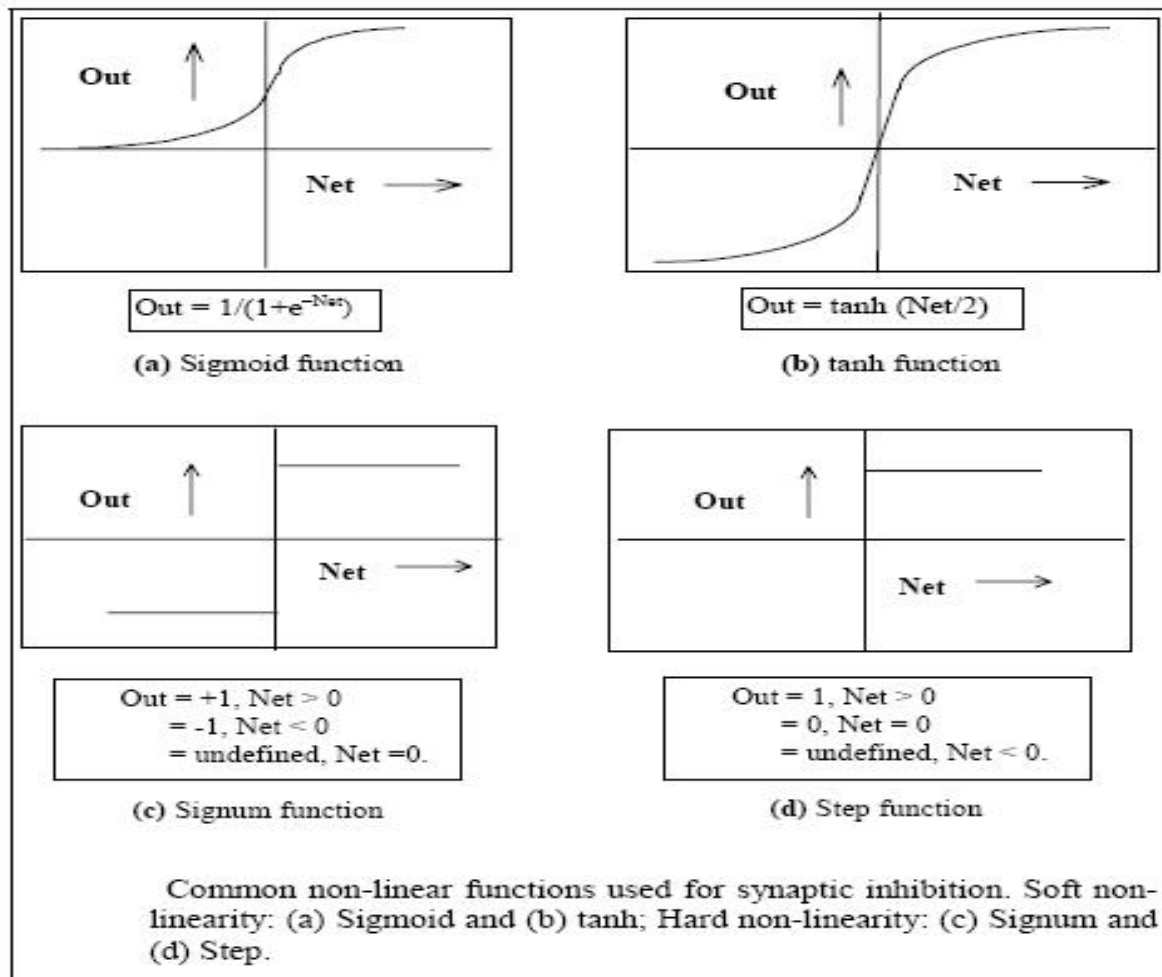 Out
Net
Out = 1/(1+e⁻ᴺᵉᵗ)
(a) Sigmoid function
Out
Net
Out = tanh (Net/2)
(b) tanh function
Out
Net
Out = +1, Net > 0
= -1, Net < 0
= undefined, Net =0.
(c) Signum function
Out
Net
Out = 1, Net > 0
= 0, Net = 0
= undefined, Net < 0.
(d) Step function
Common non-linear functions used for synaptic inhibition. Soft non-
linearity: (a) Sigmoid and (b) tanh; Hard non-linearity: (c) Signum and
(d) Step.